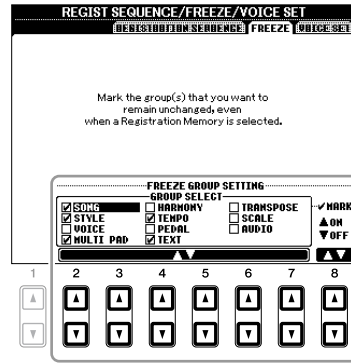 REGIST SEQUENCE/FREEZE/VOICE SET
REGISTRATION SEQUENCE FREEZE VOICE SET
Mark the group(s) that you want to
remain unchanged, even
when a Registration Memory is selected.
FREEZE GROUP SETTING
GROUP SELECT
SONG HARMONY TRANSPOSE MARK
STYLE TEMPO SCALE ▲ON
VOICE PEDAL AUDIO ▼OFF
MULTI PAD TEXT
1 2 3 4 5 6 7 8